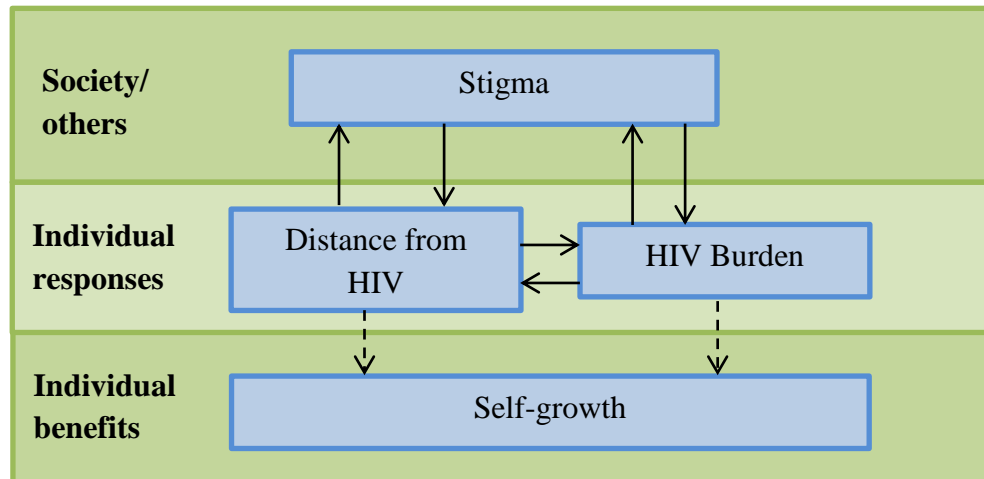 Society/
others
Stigma
Individual
responses
Distance from
HIV
HIV Burden
Individual
benefits
Self-growth